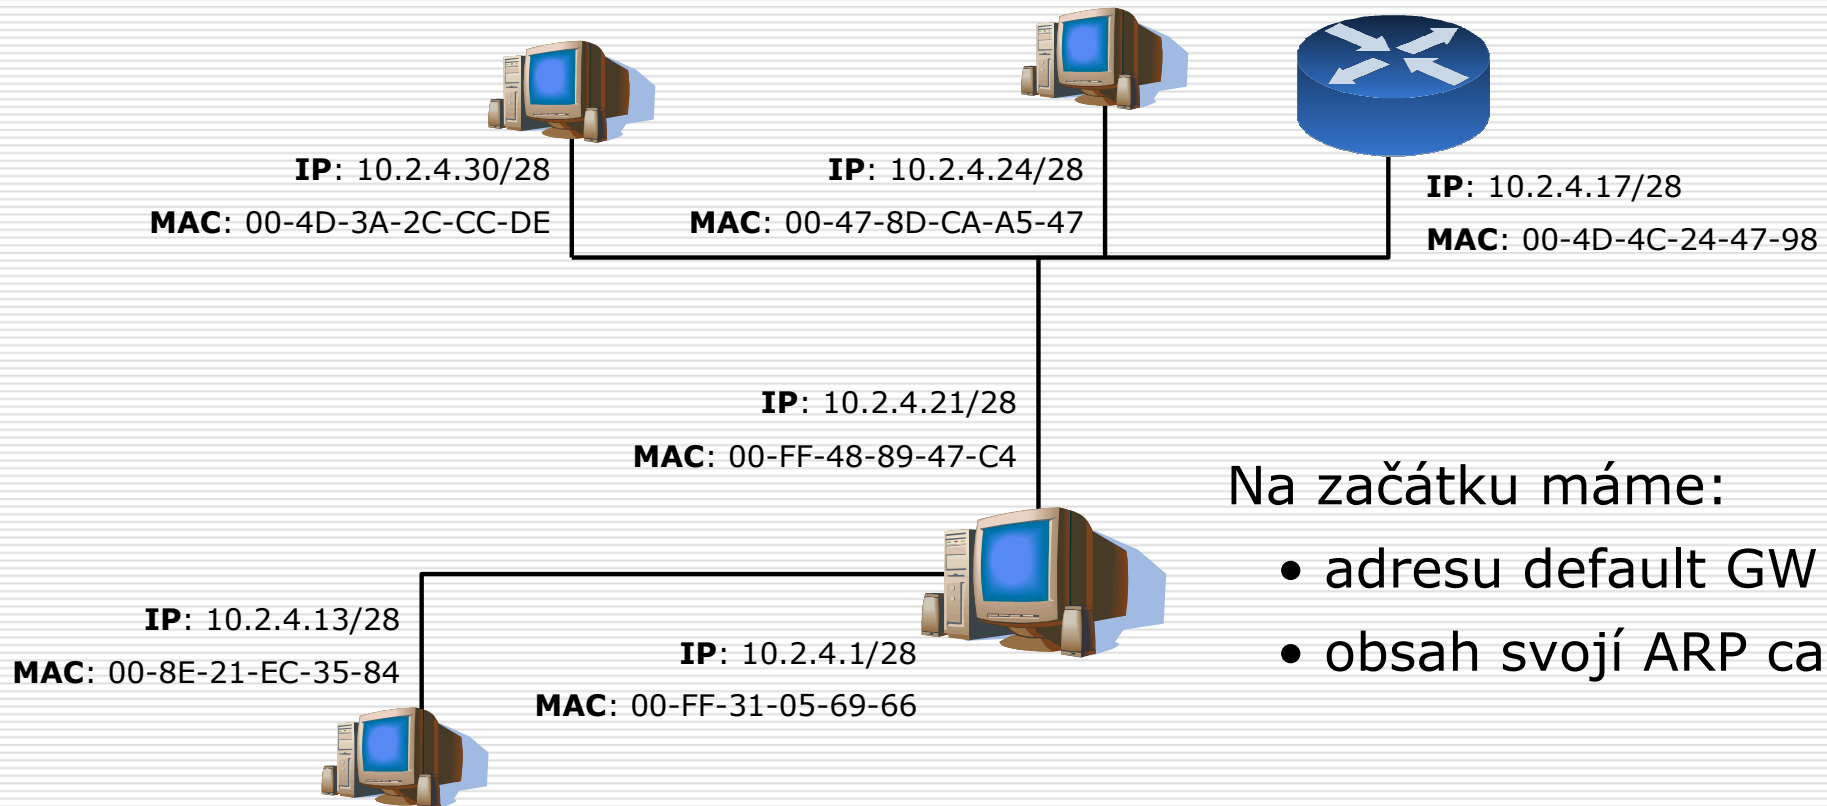 IP: 10.2.4.30/28
MAC: 00-4D-3A-2C-CC-DE
IP: 10.2.4.24/28
MAC: 00-47-8D-CA-A5-47
IP: 10.2.4.17/28
MAC: 00-4D-4C-24-47-98
IP: 10.2.4.21/28
MAC: 00-FF-48-89-47-C4
Na začátku máme:
• adresu default GW
• obsah svojí ARP ca
IP: 10.2.4.13/28
MAC: 00-8E-21-EC-35-84
IP: 10.2.4.1/28
MAC: 00-FF-31-05-69-66